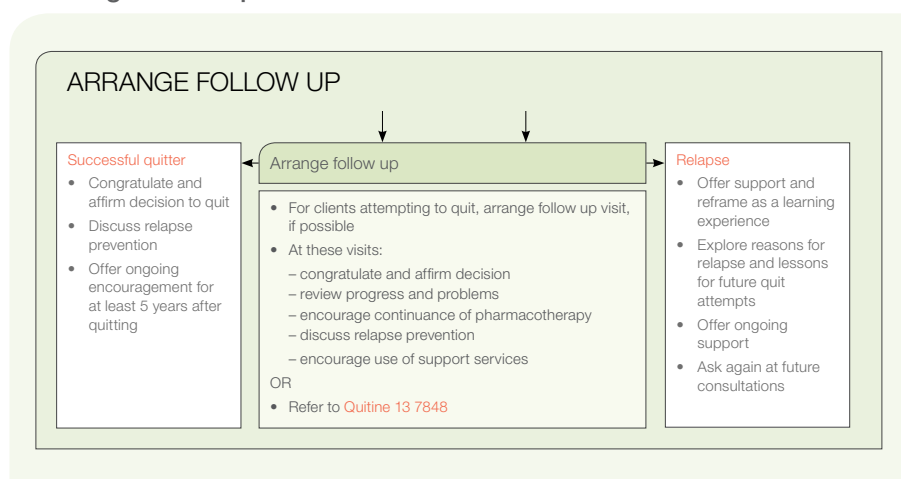 ARRANGE FOLLOW UP
Successful quitter
• Congratulate and
affirm decision to quit
• Discuss relapse
prevention
• Offer ongoing
encouragement for
at least 5 years after
quitting
Arrange follow up
• For clients attempting to quit, arrange follow up visit,
if possible
• At these visits:
– congratulate and affirm decision
– review progress and problems
– encourage continuance of pharmacotherapy
– discuss relapse prevention
– encourage use of support services
OR
• Refer to Quitine 13 7848
Relapse
• Offer support and
reframe as a learning
experience
• Explore reasons for
relapse and lessons
for future quit
attempts
• Offer ongoing
support
• Ask again at future
consultations